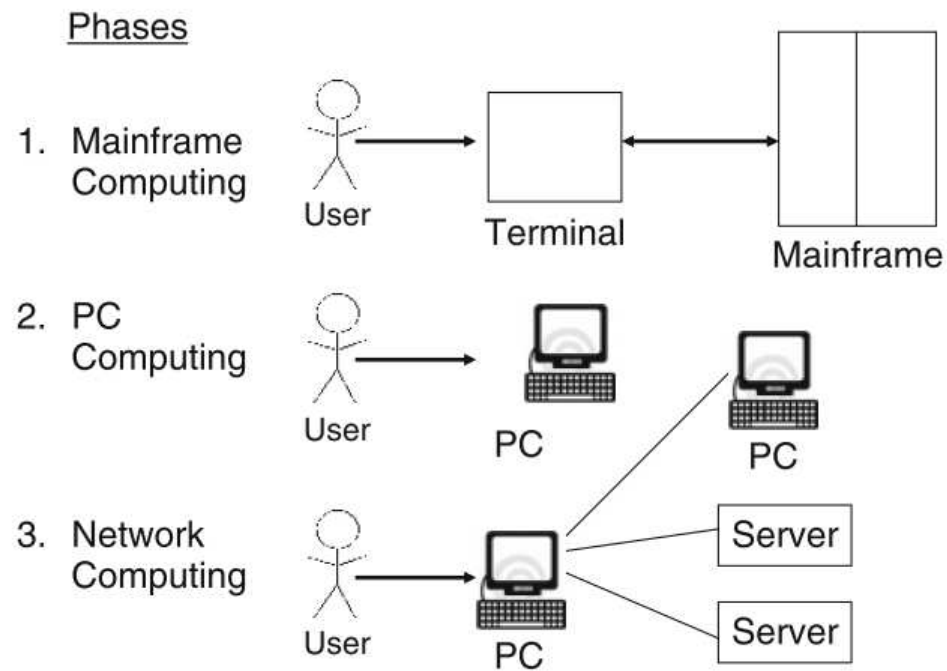 Phases
1. Mainframe
Computing
User
Terminal
Mainframe
2. PC
Computing
User
PC
PC
3. Network
Computing
User
PC
Server
Server